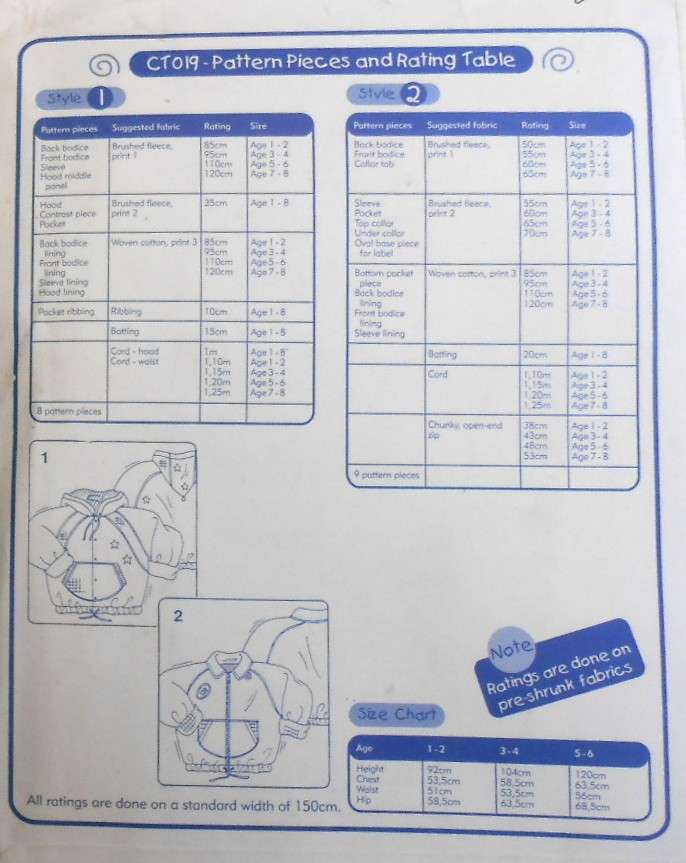 CT019 - Pattern Pieces and Rating Table
Style 1
Pattern pieces Suggested fabric Rating Size
Back bodice Brushed fleece, 85cm Age 1 - 2
Front bodice print 1 95cm Age 3 - 4
Sleeve 110cm Age 5 - 6
Hood middle 120cm Age 7 - 8
panel
Hood Brushed fleece, 35cm Age 1 - 8
Contrast piece print 2
Pocket
Back bodice Woven cotton, print 3 85cm Age 1 - 2
lining 95cm Age 3 - 4
Front bodice 110cm Age 5 - 6
lining 120cm Age 7 - 8
Sleeve lining
Hood lining
Pocket ribbing Ribbing 10cm Age 1 - 8
Batting 15cm Age 1 - 8
Cord - hood 1m Age 1 - 8
Cord - waist 1,10m Age 1 - 2
1,15m Age 3 - 4
1,20m Age 5 - 6
1,25m Age 7 - 8
8 pattern pieces
Style 2
Pattern pieces Suggested fabric Rating Size
Back bodice Brushed fleece, 50cm Age 1 - 2
Front bodice print 1 55cm Age 3 - 4
Collar tab 60cm Age 5 - 6
65cm Age 7 - 8
Sleeve Brushed fleece, 55cm Age 1 - 2
Pocket print 2 60cm Age 3 - 4
Top collar 65cm Age 5 - 6
Under collar 70cm Age 7 - 8
Oval base piece
for label
Bottom pocket Woven cotton, print 3 85cm Age 1 - 2
piece 95cm Age 3 - 4
Back bodice 110cm Age 5 - 6
lining 120cm Age 7 - 8
Front bodice
lining
Sleeve lining
Batting 20cm Age 1 - 8
Cord 1,10m Age 1 - 2
1,15m Age 3 - 4
1,20m Age 5 - 6
1,25m Age 7 - 8
Chunky, open-end 38cm Age 1 - 2
zip 43cm Age 3 - 4
48cm Age 5 - 6
53cm Age 7 - 8
9 pattern pieces
1
2
Note
Ratings are done on
pre shrunk fabrics
Size Chart
Age 1-2 3-4 5-6
Height 92cm 104cm 120cm
Chest 53,5cm 58,5cm 63,5cm
Waist 51cm 53,5cm 56cm
Hip 58,5cm 63,5cm 68,5cm
All ratings are done on a standard width of 150cm.